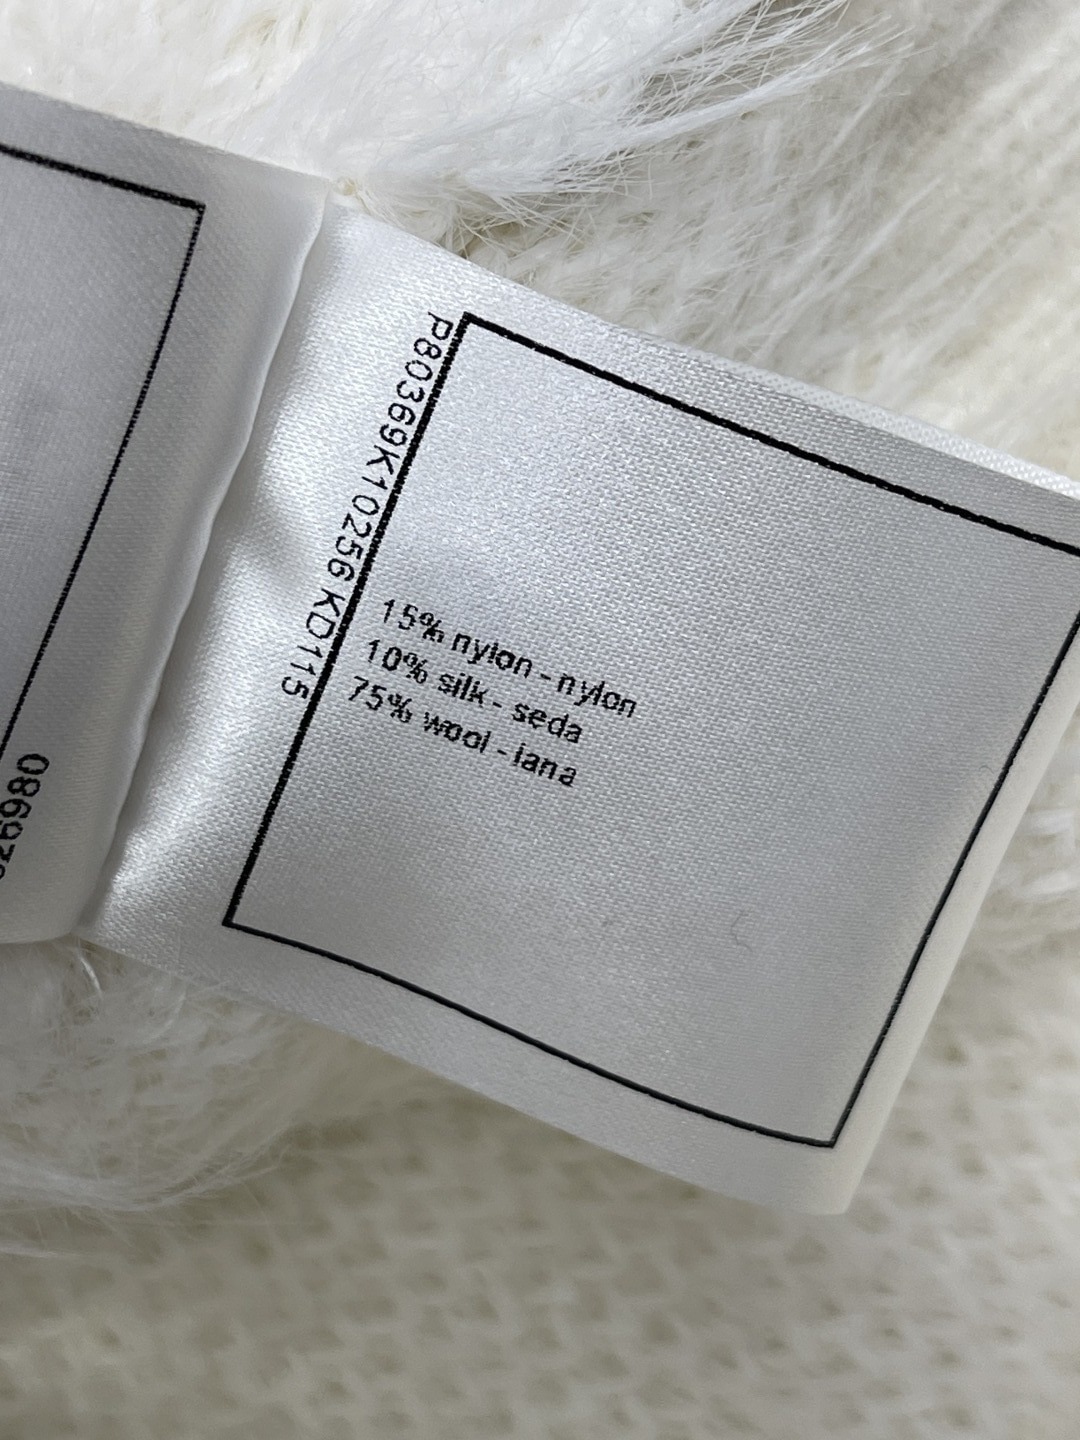 P80369K10256 KD115
15% nylon - nylon
10% silk - seda
75% wool - lana